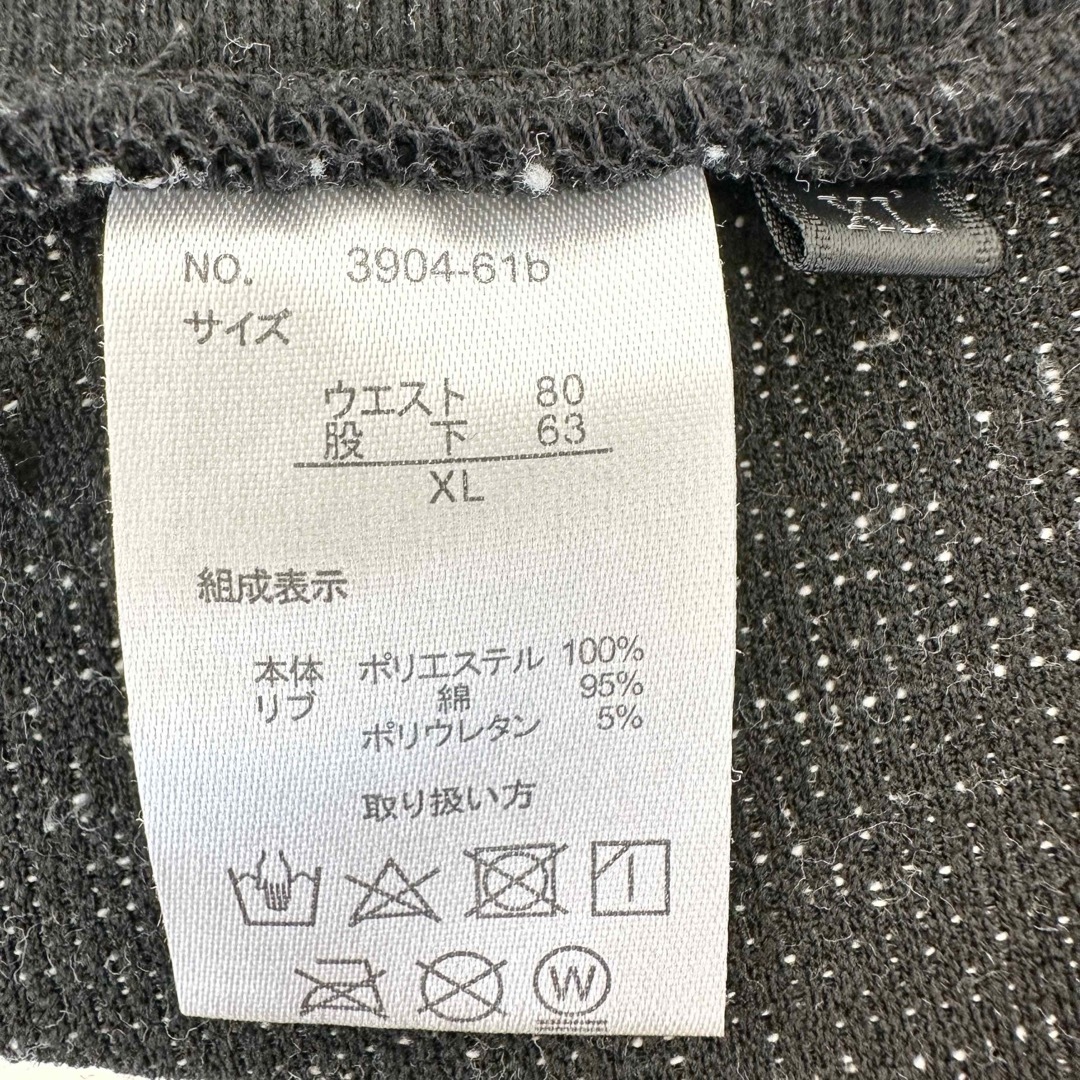 NO. 3904-61b
サイズ
ウエスト 80
股 下 63
XL
組成表示
本体 ポリエステル 100%
リブ 綿 95%
ポリウレタン 5%
取り扱い方
W